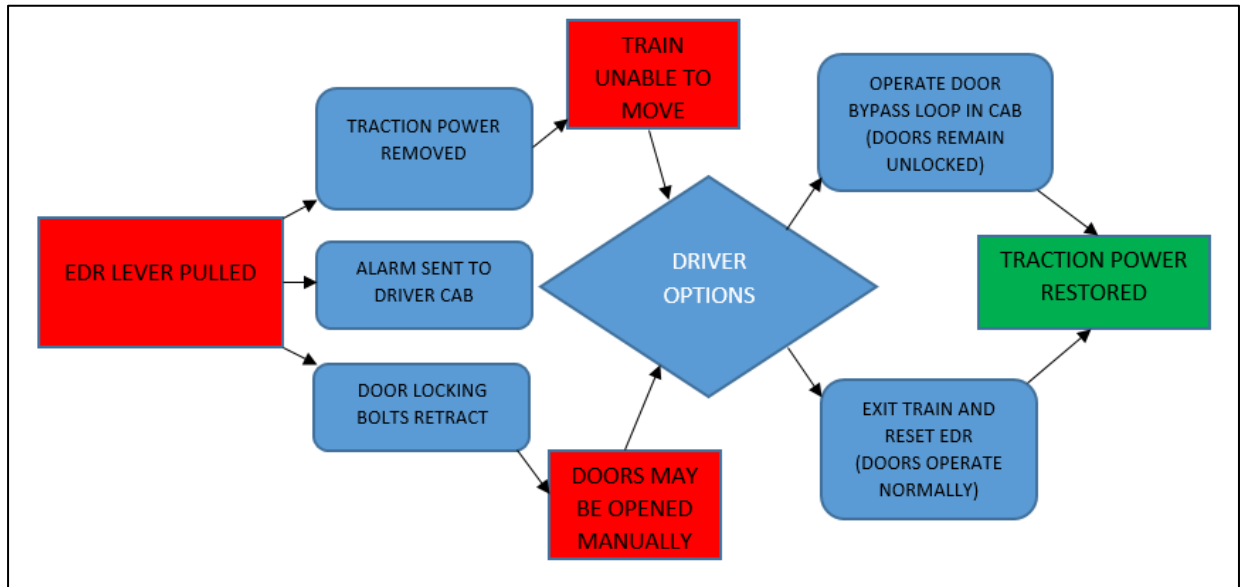 EDR LEVER PULLED
TRACTION POWER
REMOVED
ALARM SENT TO
DRIVER CAB
DOOR LOCKING
BOLTS RETRACT
TRAIN
UNABLE TO
MOVE
DOORS MAY
BE OPENED
MANUALLY
DRIVER
OPTIONS
OPERATE DOOR
BYPASS LOOP IN CAB
(DOORS REMAIN
UNLOCKED)
EXIT TRAIN AND
RESET EDR
(DOORS OPERATE
NORMALLY)
TRACTION POWER
RESTORED